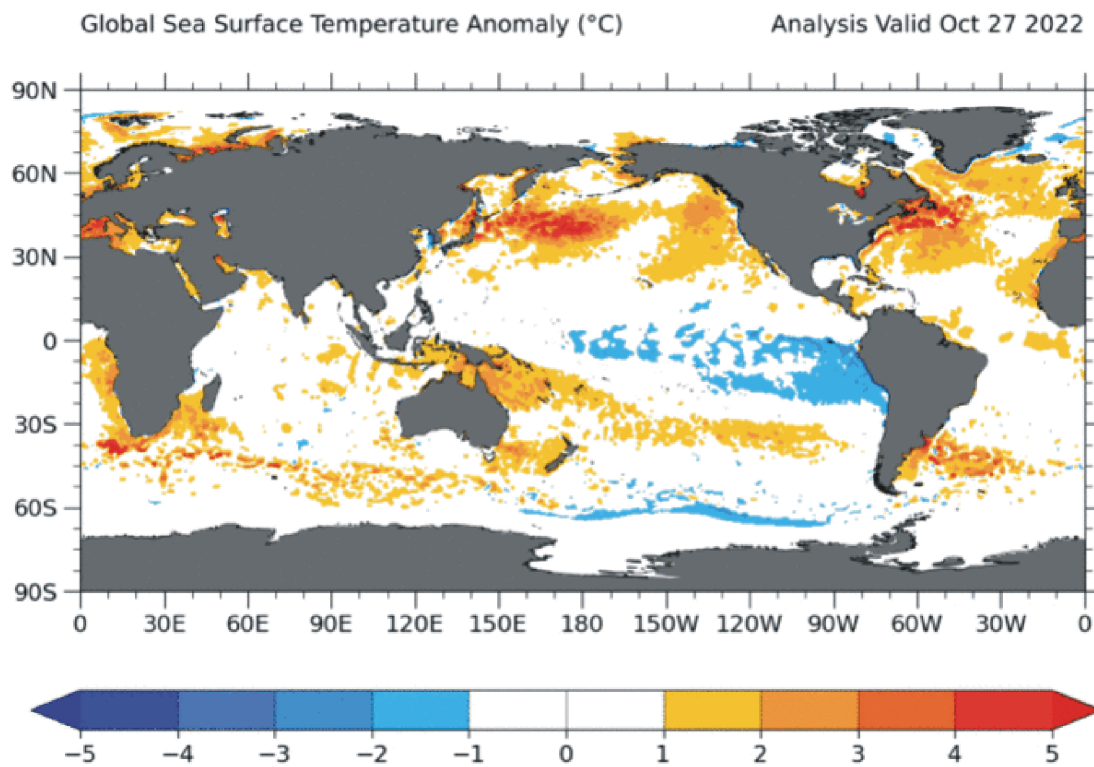 Global Sea Surface Temperature Anomaly (°C) Analysis Valid Oct 27 2022
90N
60N
30N
0
30S
60S
90S
0 30E 60E 90E 120E 150E 180 150W 120W 90W 60W 30W 0
−5 −4 −3 −2 −1 0 1 2 3 4 5